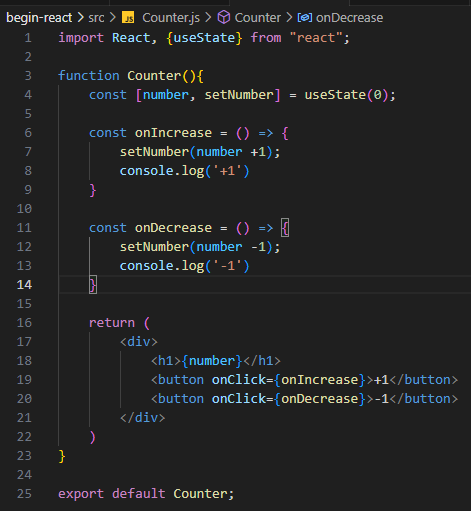 begin-react > src > JS Counter.js > Counter > onDecrease
1 import React, {useState} from "react";
2
3 function Counter(){
4     const [number, setNumber] = useState(0);
5
6     const onIncrease = () => {
7         setNumber(number +1);
8         console.log('+1')
9     }
10
11     const onDecrease = () => {
12         setNumber(number -1);
13         console.log('-1')
14     }
15
16     return (
17         <div>
18             <h1>{number}</h1>
19             <button onClick={onIncrease}>+1</button>
20             <button onClick={onDecrease}>-1</button>
21         </div>
22     )
23 }
24
25 export default Counter;